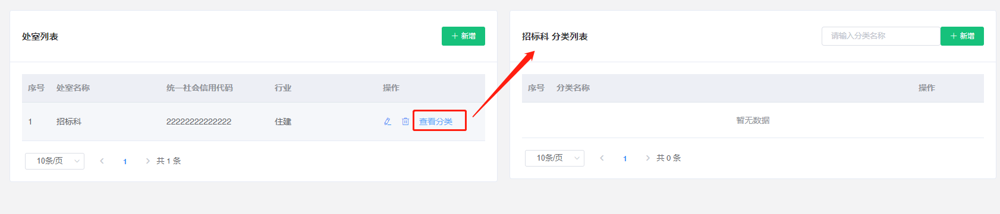 处室列表
+ 新增
序号 处室名称 统一社会信用代码 行业 操作
1 招标科 22222222222222 住建 查看分类
10条/页 < 1 > 共 1 条
招标科 分类列表
请输入分类名称 + 新增
序号 分类名称 操作
暂无数据
10条/页 < 1 > 共 0 条